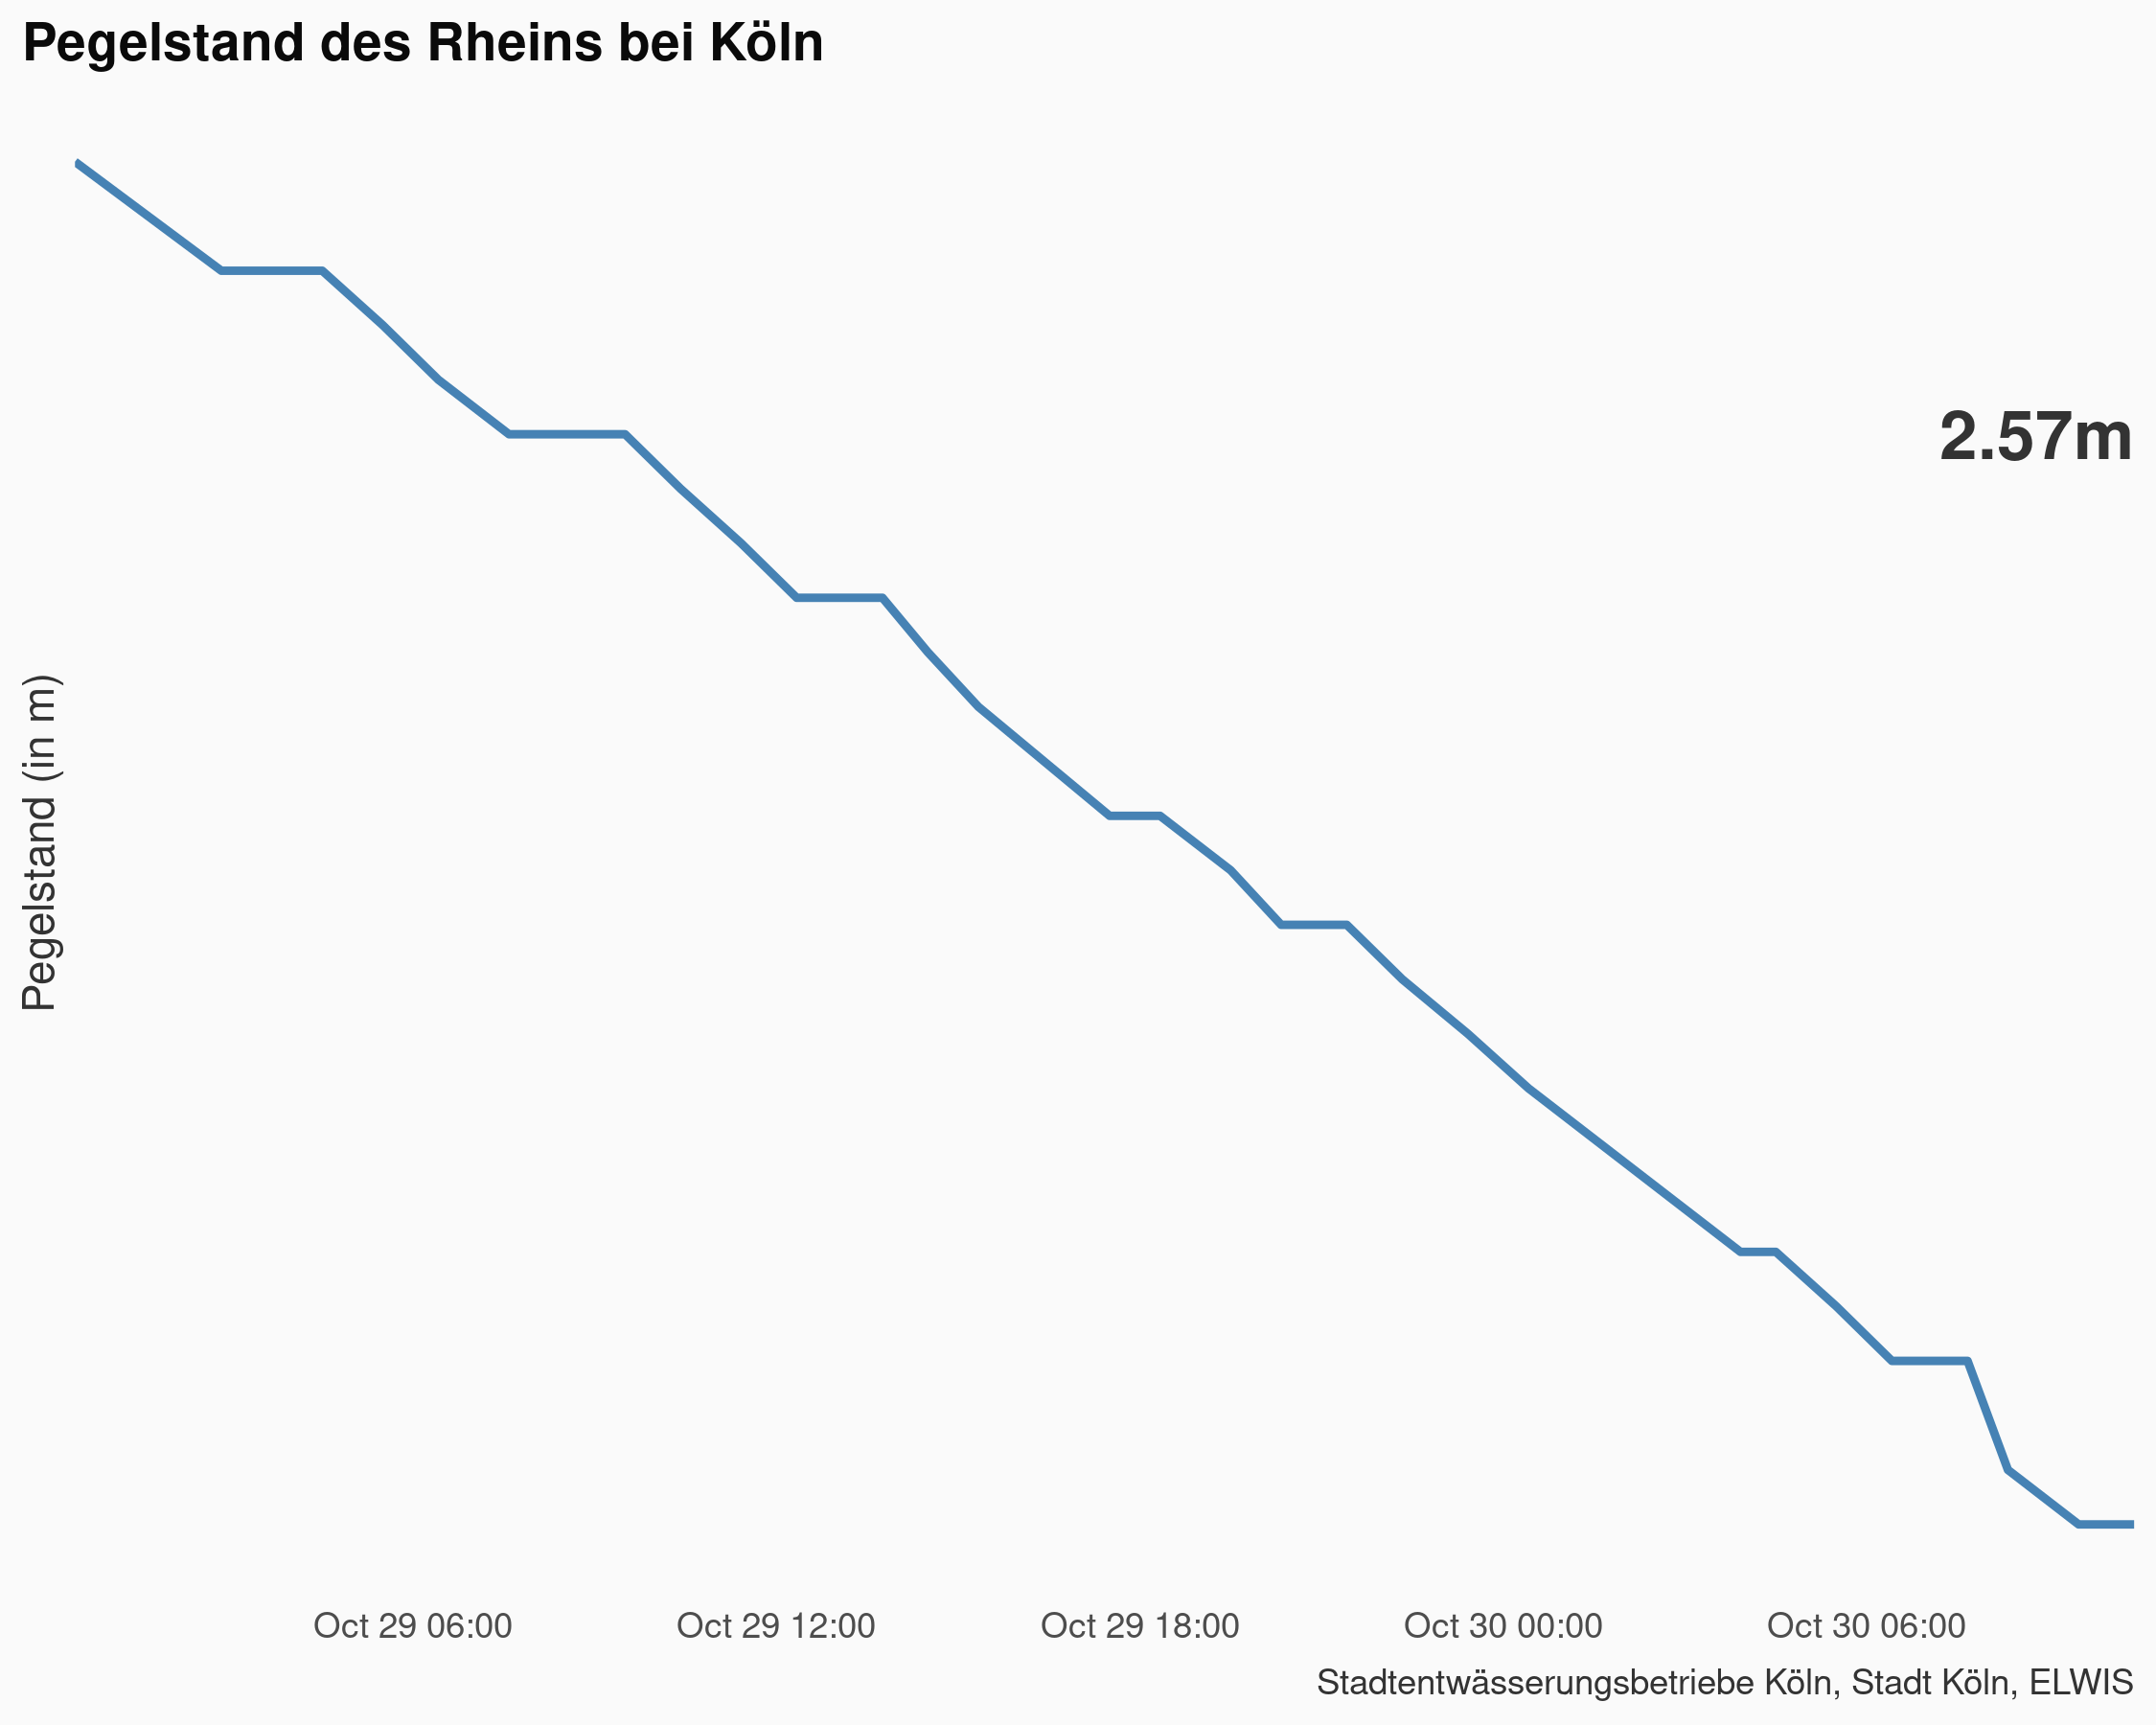 Pegelstand des Rheins bei Köln
2.57m
Pegelstand (in m)
Oct 29 06:00
Oct 29 12:00
Oct 29 18:00
Oct 30 00:00
Oct 30 06:00
Stadtentwässerungsbetriebe Köln, Stadt Köln, ELWIS